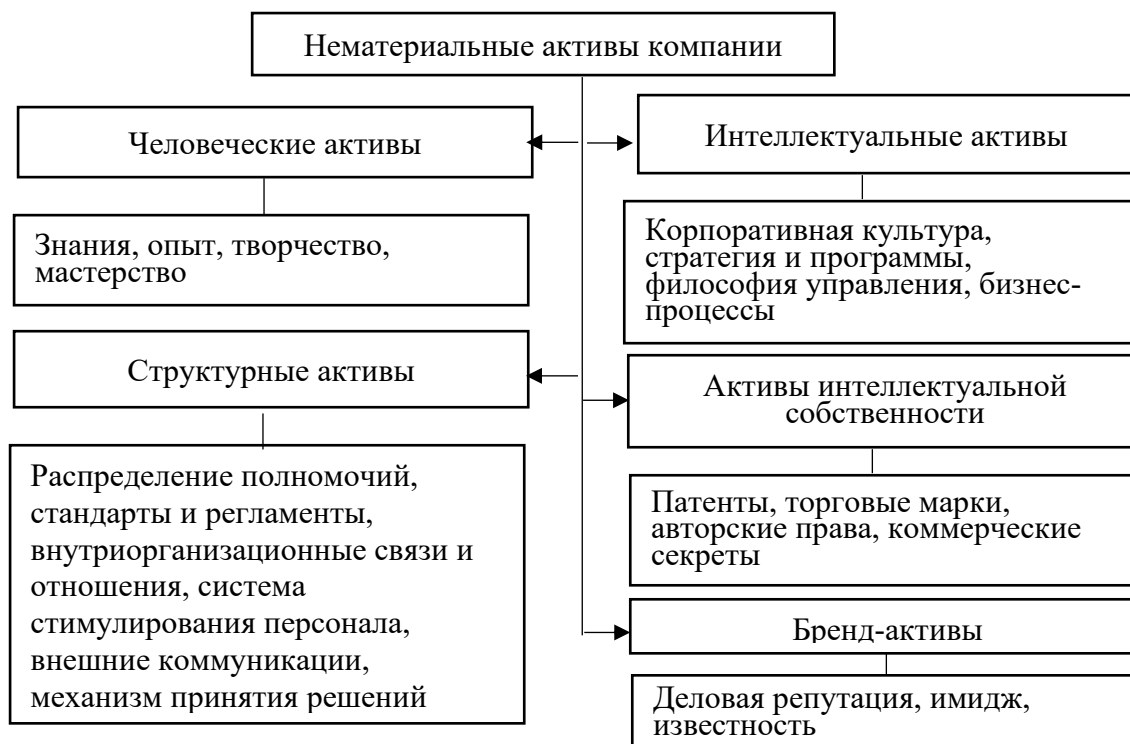 Нематериальные активы компании
Человеческие активы
Интеллектуальные активы
Знания, опыт, творчество,
мастерство
Корпоративная культура,
стратегия и программы,
философия управления, бизнес-
процессы
Структурные активы
Активы интеллектуальной
собственности
Распределение полномочий,
стандарты и регламенты,
внутриорганизационные связи и
отношения, система
стимулирования персонала,
внешние коммуникации,
механизм принятия решений
Патенты, торговые марки,
авторские права, коммерческие
секреты
Бренд-активы
Деловая репутация, имидж,
известность